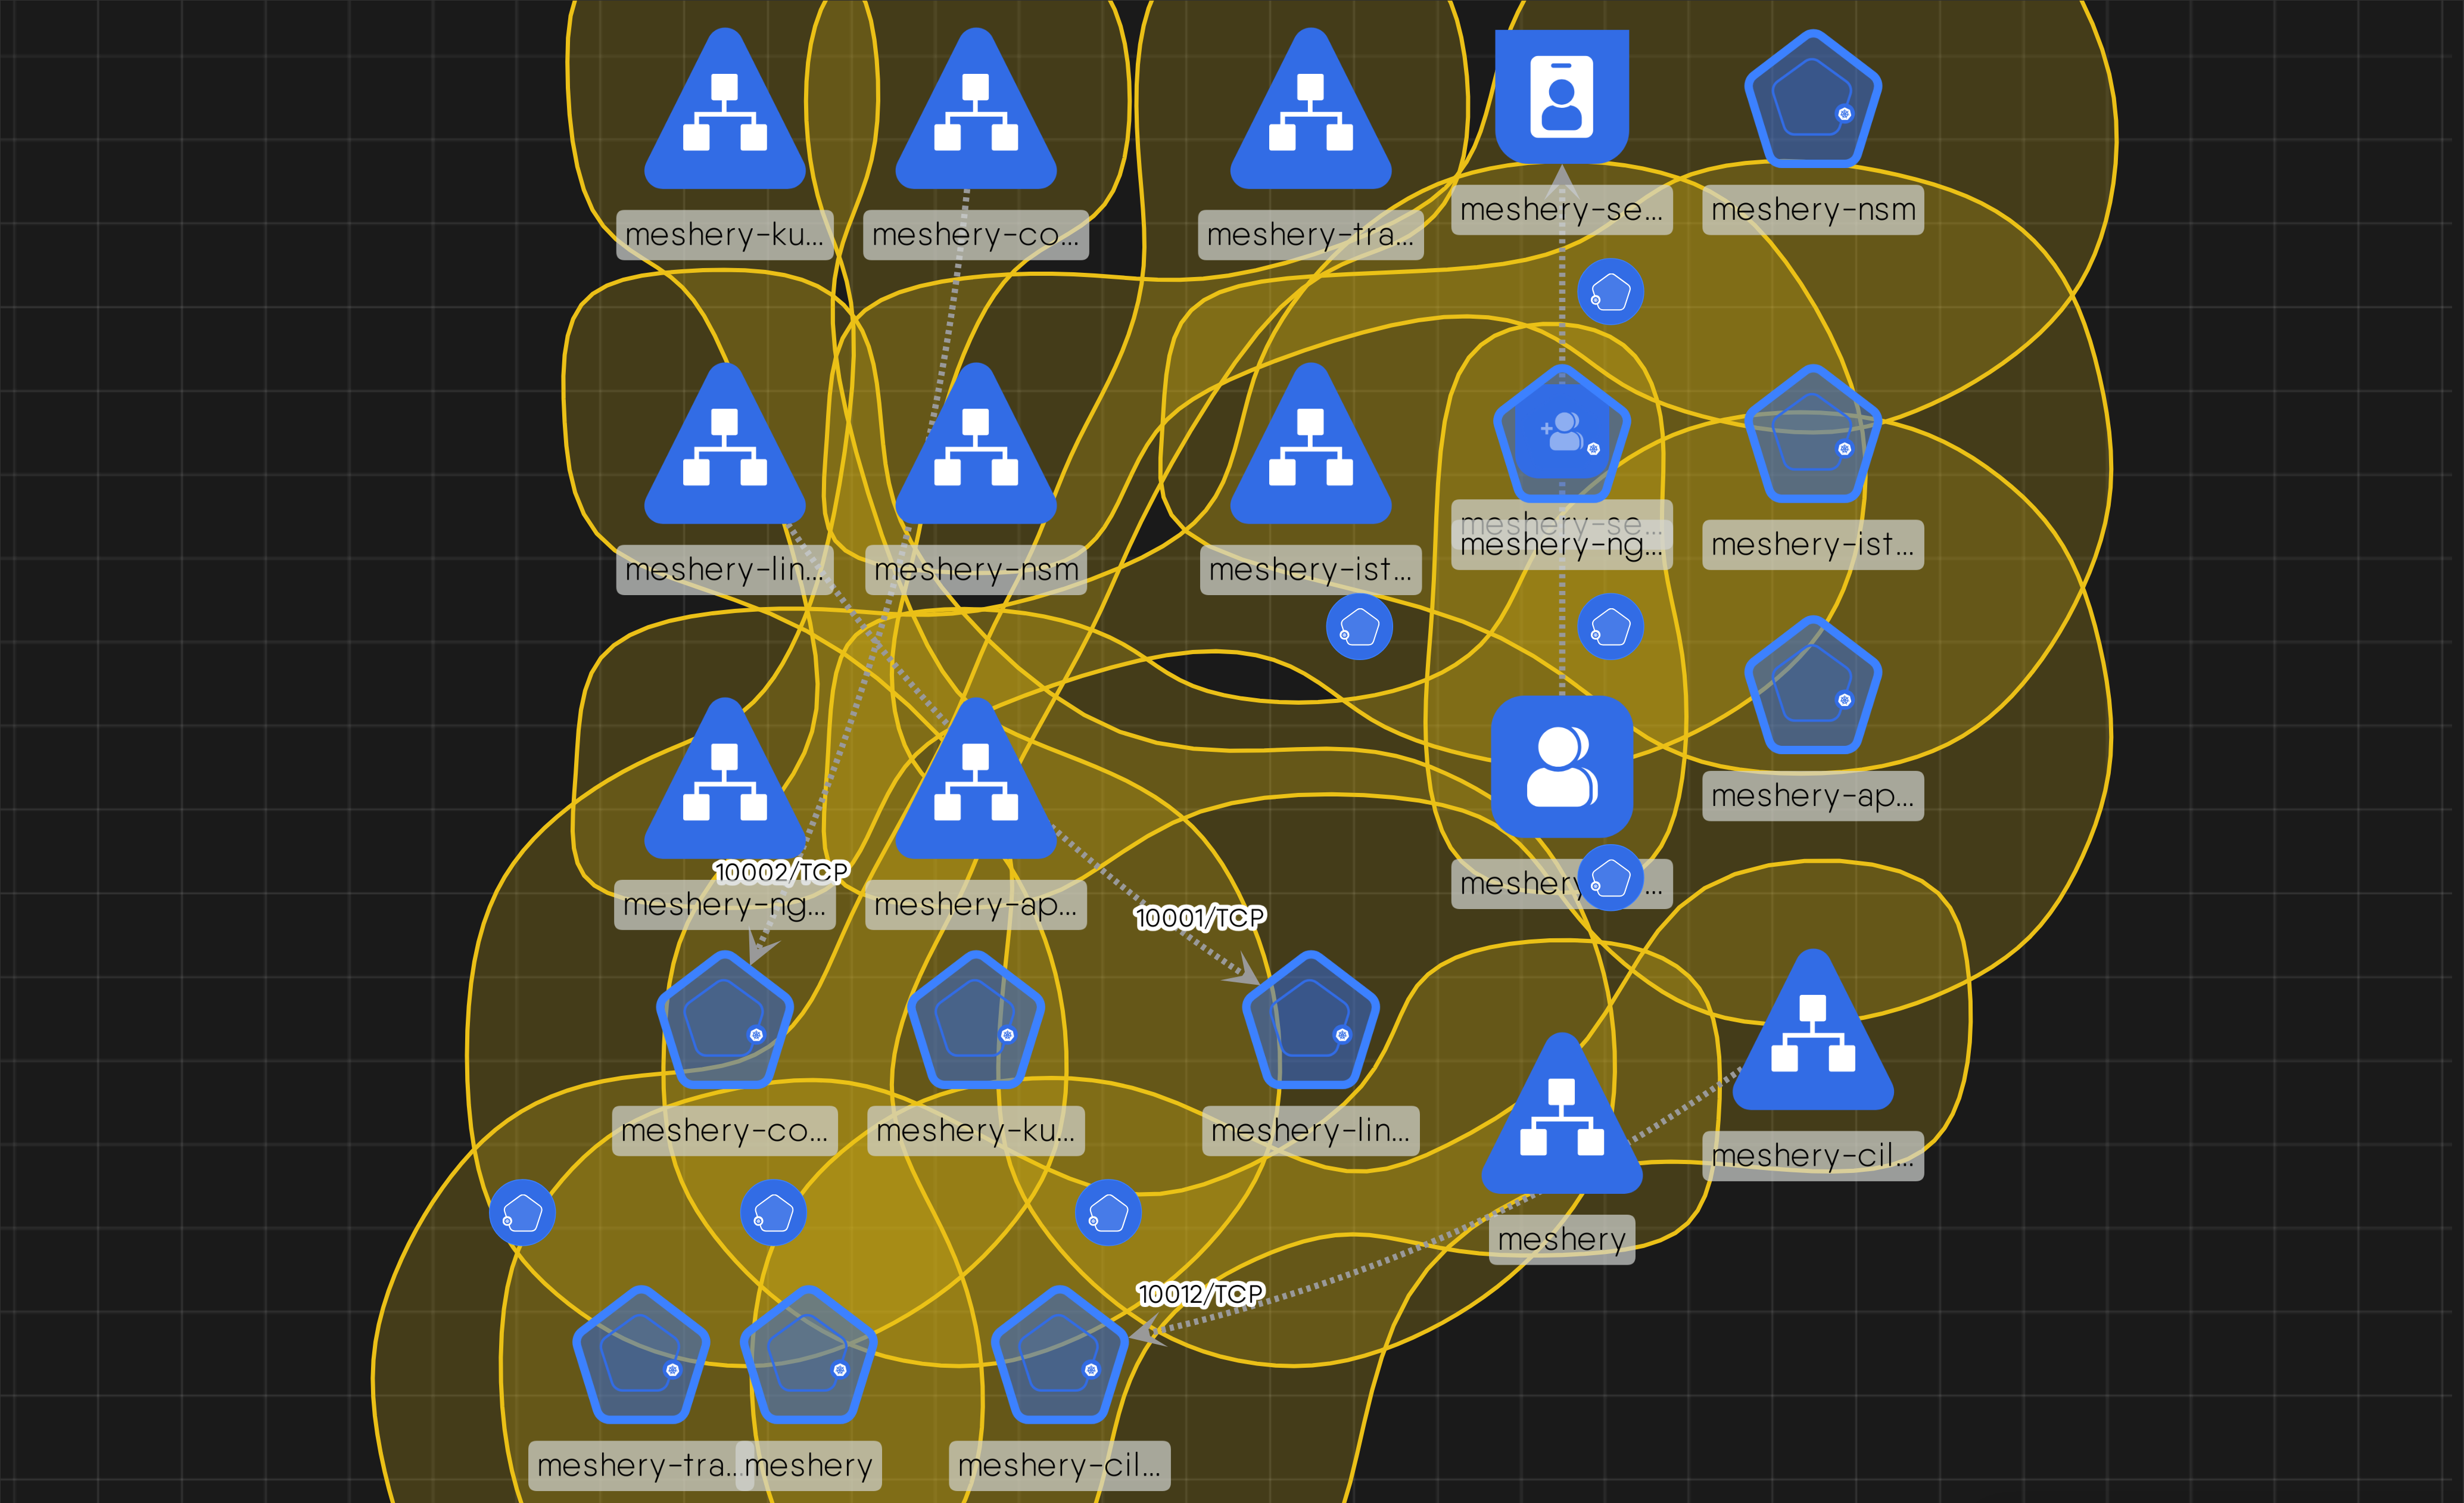 meshery-ku...
meshery-co...
meshery-tra...
meshery-se...
meshery-nsm
meshery-lin...
meshery-nsm
meshery-ist...
meshery-se...
meshery-ng...
meshery-ist...
meshery-ap...
10002/TCP
meshery-ng...
meshery-ap...
10001/TCP
meshery
meshery-co...
meshery-ku...
meshery-lin...
meshery-cil...
meshery
10012/TCP
meshery-tra...
meshery
meshery-cil...